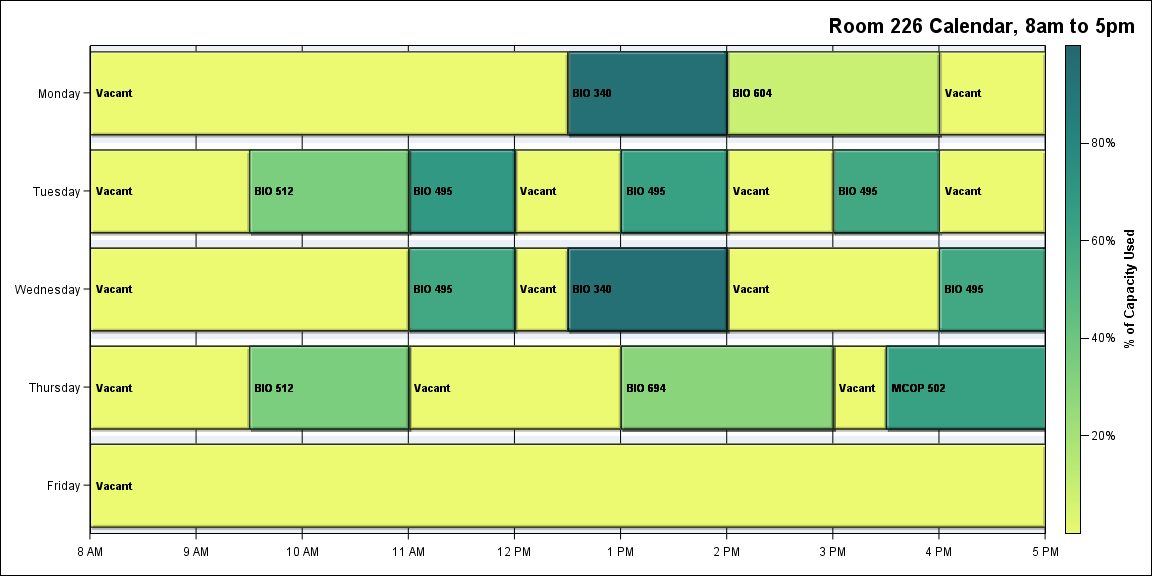 Room 226 Calendar, 8am to 5pm
Monday
Vacant
BIO 340
BIO 604
Vacant
Tuesday
Vacant
BIO 512
BIO 495
Vacant
BIO 495
Vacant
BIO 495
Vacant
Wednesday
Vacant
BIO 495
Vacant
BIO 340
Vacant
BIO 495
Thursday
Vacant
BIO 512
Vacant
BIO 694
Vacant
MCOP 502
Friday
Vacant
8 AM
9 AM
10 AM
11 AM
12 PM
1 PM
2 PM
3 PM
4 PM
5 PM
80%
60%
40%
20%
% of Capacity Used